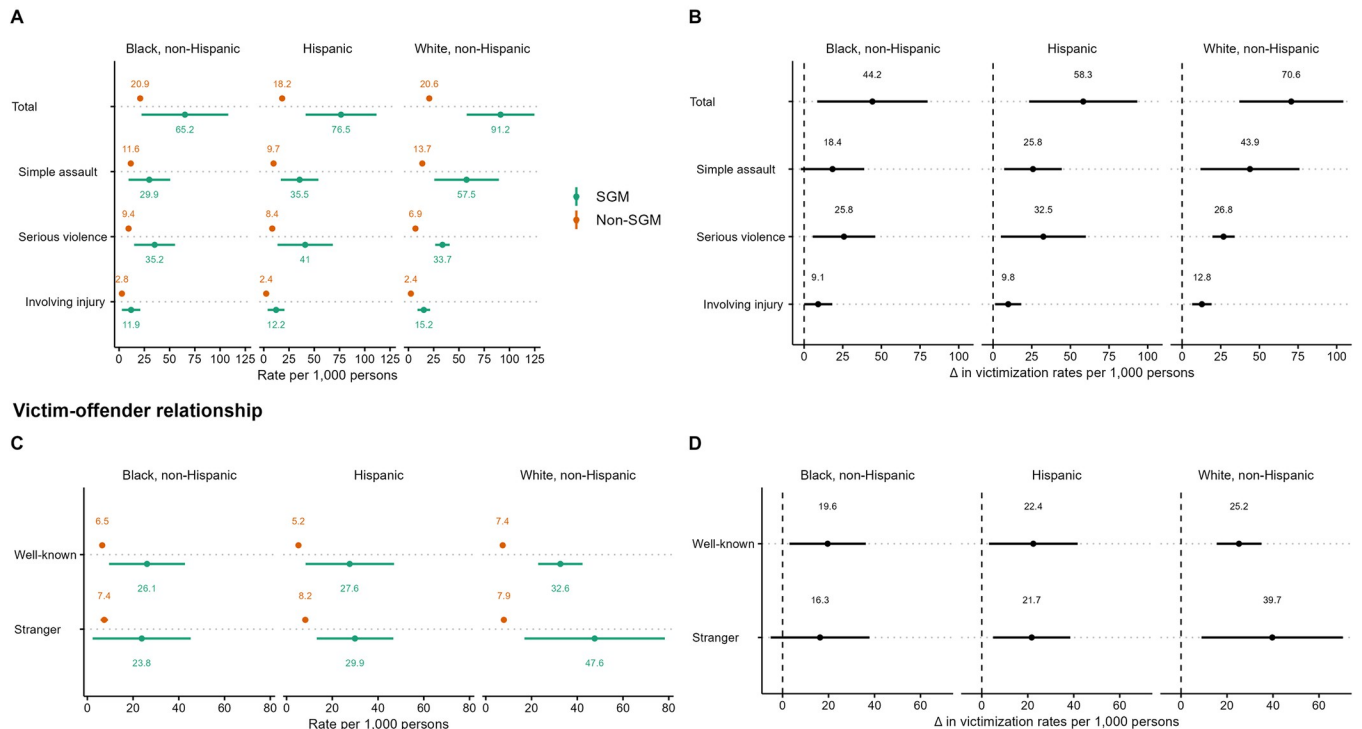 A
Black, non-Hispanic Hispanic White, non-Hispanic
20.9 18.2 20.6
Total
65.2 76.5 91.2
11.6 9.7 13.7
Simple assault
29.9 35.5 57.5
9.4 8.4 6.9
Serious violence
35.2 41 33.7
2.8 2.4 2.4
Involving injury
11.9 12.2 15.2
0 25 50 75 100 125 0 25 50 75 100 125 0 25 50 75 100 125
Rate per 1,000 persons
SGM
Non-SGM
B
Black, non-Hispanic Hispanic White, non-Hispanic
44.2 58.3 70.6
Total
18.4 25.8 43.9
Simple assault
25.8 32.5 26.8
Serious violence
9.1 9.8 12.8
Involving injury
0 25 50 75 100 0 25 50 75 100 0 25 50 75 100
Δ in victimization rates per 1,000 persons
Victim-offender relationship
C
Black, non-Hispanic Hispanic White, non-Hispanic
6.5 5.2 7.4
Well-known
26.1 27.6 32.6
7.4 8.2 7.9
Stranger
23.8 29.9 47.6
0 20 40 60 80 0 20 40 60 80 0 20 40 60 80
Rate per 1,000 persons
D
Black, non-Hispanic Hispanic White, non-Hispanic
19.6 22.4 25.2
Well-known
16.3 21.7 39.7
Stranger
0 20 40 60 0 20 40 60 0 20 40 60
Δ in victimization rates per 1,000 persons